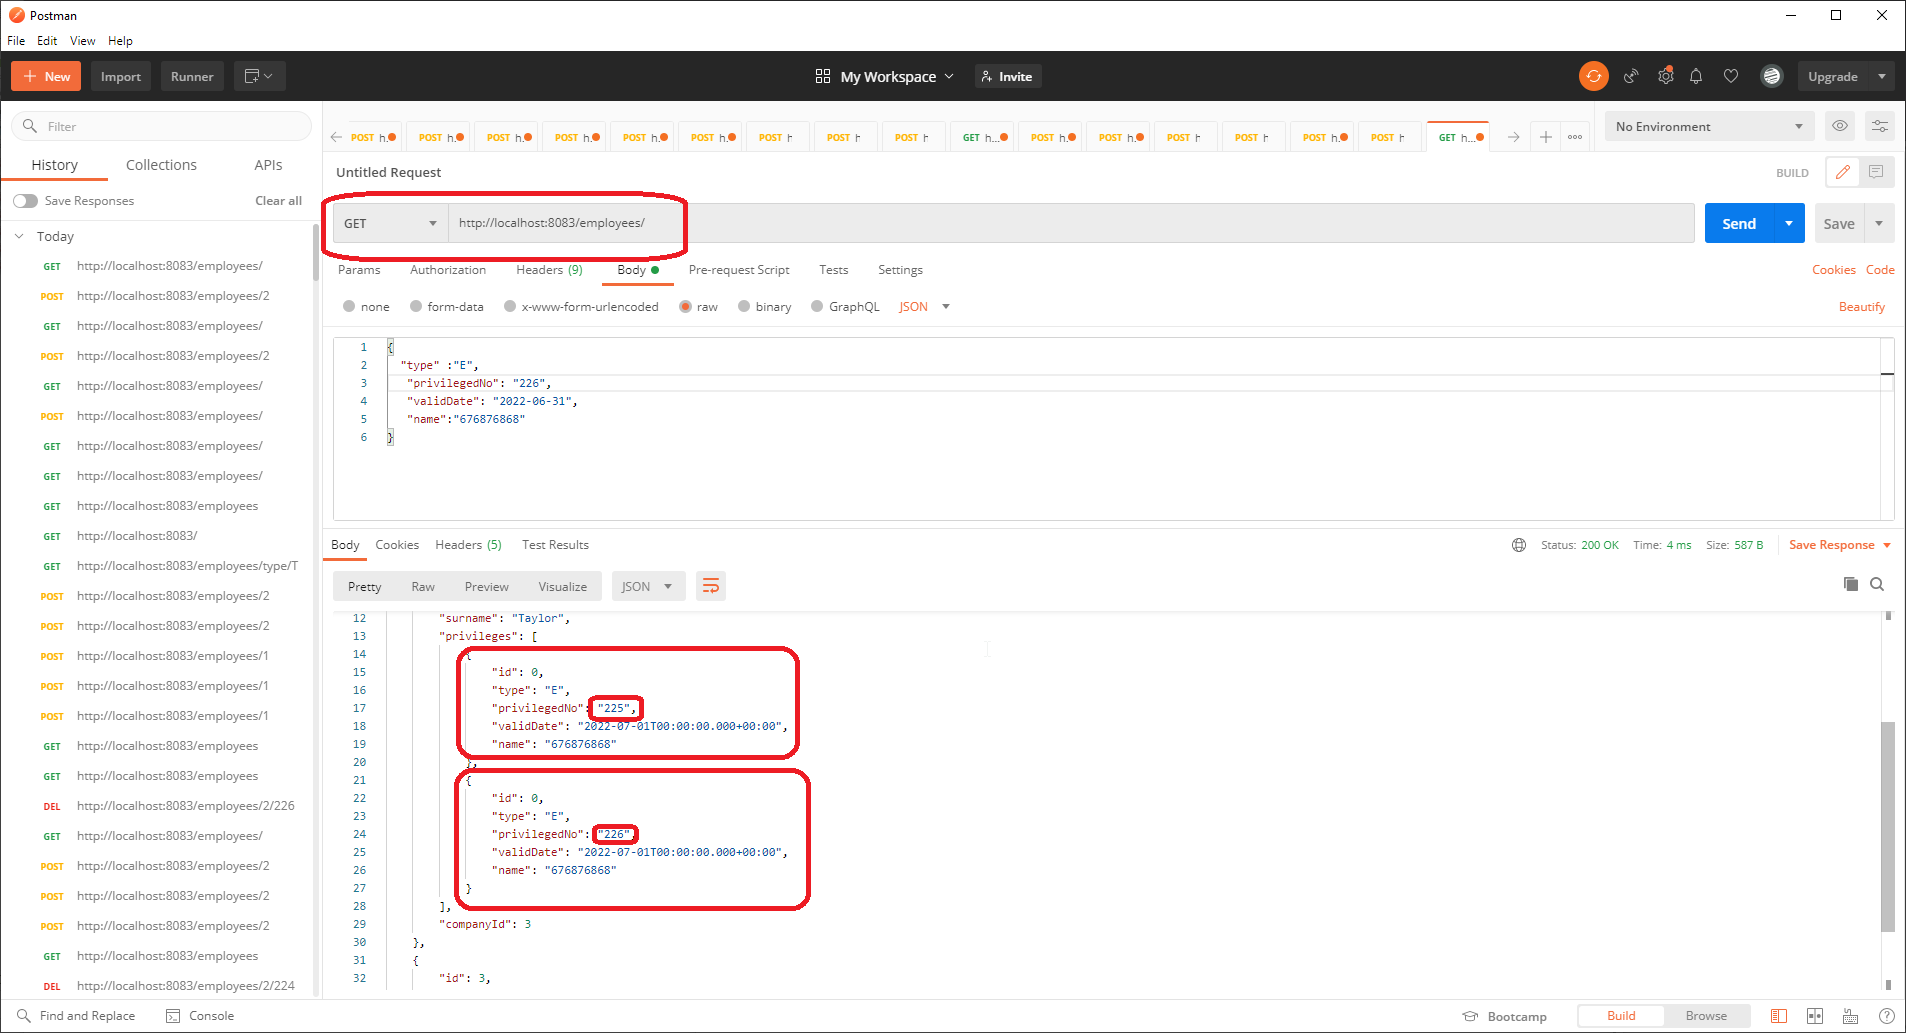 Postman
File Edit View Help
New Import Runner My Workspace Invite Upgrade
Filter
History Collections APIs
Save Responses Clear all
Today
GET http://localhost:8083/employees/
POST http://localhost:8083/employees/2
GET http://localhost:8083/employees/
POST http://localhost:8083/employees/2
GET http://localhost:8083/employees/
POST http://localhost:8083/employees/
GET http://localhost:8083/employees/
GET http://localhost:8083/employees/
GET http://localhost:8083/employees
GET http://localhost:8083/
GET http://localhost:8083/employees/type/T
POST http://localhost:8083/employees/2
POST http://localhost:8083/employees/2
POST http://localhost:8083/employees/1
POST http://localhost:8083/employees/1
POST http://localhost:8083/employees/1
GET http://localhost:8083/employees
GET http://localhost:8083/employees
DEL http://localhost:8083/employees/2/226
GET http://localhost:8083/employees/
POST http://localhost:8083/employees/2
POST http://localhost:8083/employees/2
POST http://localhost:8083/employees/2
GET http://localhost:8083/employees
DEL http://localhost:8083/employees/2/224
POST h. POST h. POST h. POST h. POST h. POST h. POST h POST h POST h GET h... POST h. POST h. POST h POST h POST h. POST h GET h...
No Environment
Untitled Request BUILD
GET http://localhost:8083/employees/ Send Save
Params Authorization Headers (9) Body Pre-request Script Tests Settings Cookies Code
none form-data x-www-form-urlencoded raw binary GraphQL JSON Beautify
1 {
2 "type" :"E",
3 "privilegedNo": "226",
4 "validDate": "2022-06-31",
5 "name":"676876868"
6 }
Body Cookies Headers (5) Test Results Status: 200 OK Time: 4 ms Size: 587 B Save Response
Pretty Raw Preview Visualize JSON
12 "surname": "Taylor",
13 "privileges": [
14 {
15 "id": 0,
16 "type": "E",
17 "privilegedNo": "225",
18 "validDate": "2022-07-01T00:00:00.000+00:00",
19 "name": "676876868"
20 },
21 {
22 "id": 0,
23 "type": "E",
24 "privilegedNo": "226",
25 "validDate": "2022-07-01T00:00:00.000+00:00",
26 "name": "676876868"
27 }
28 ],
29 "companyId": 3
30 },
31 {
32 "id": 3,
Find and Replace Console Bootcamp Build Browse